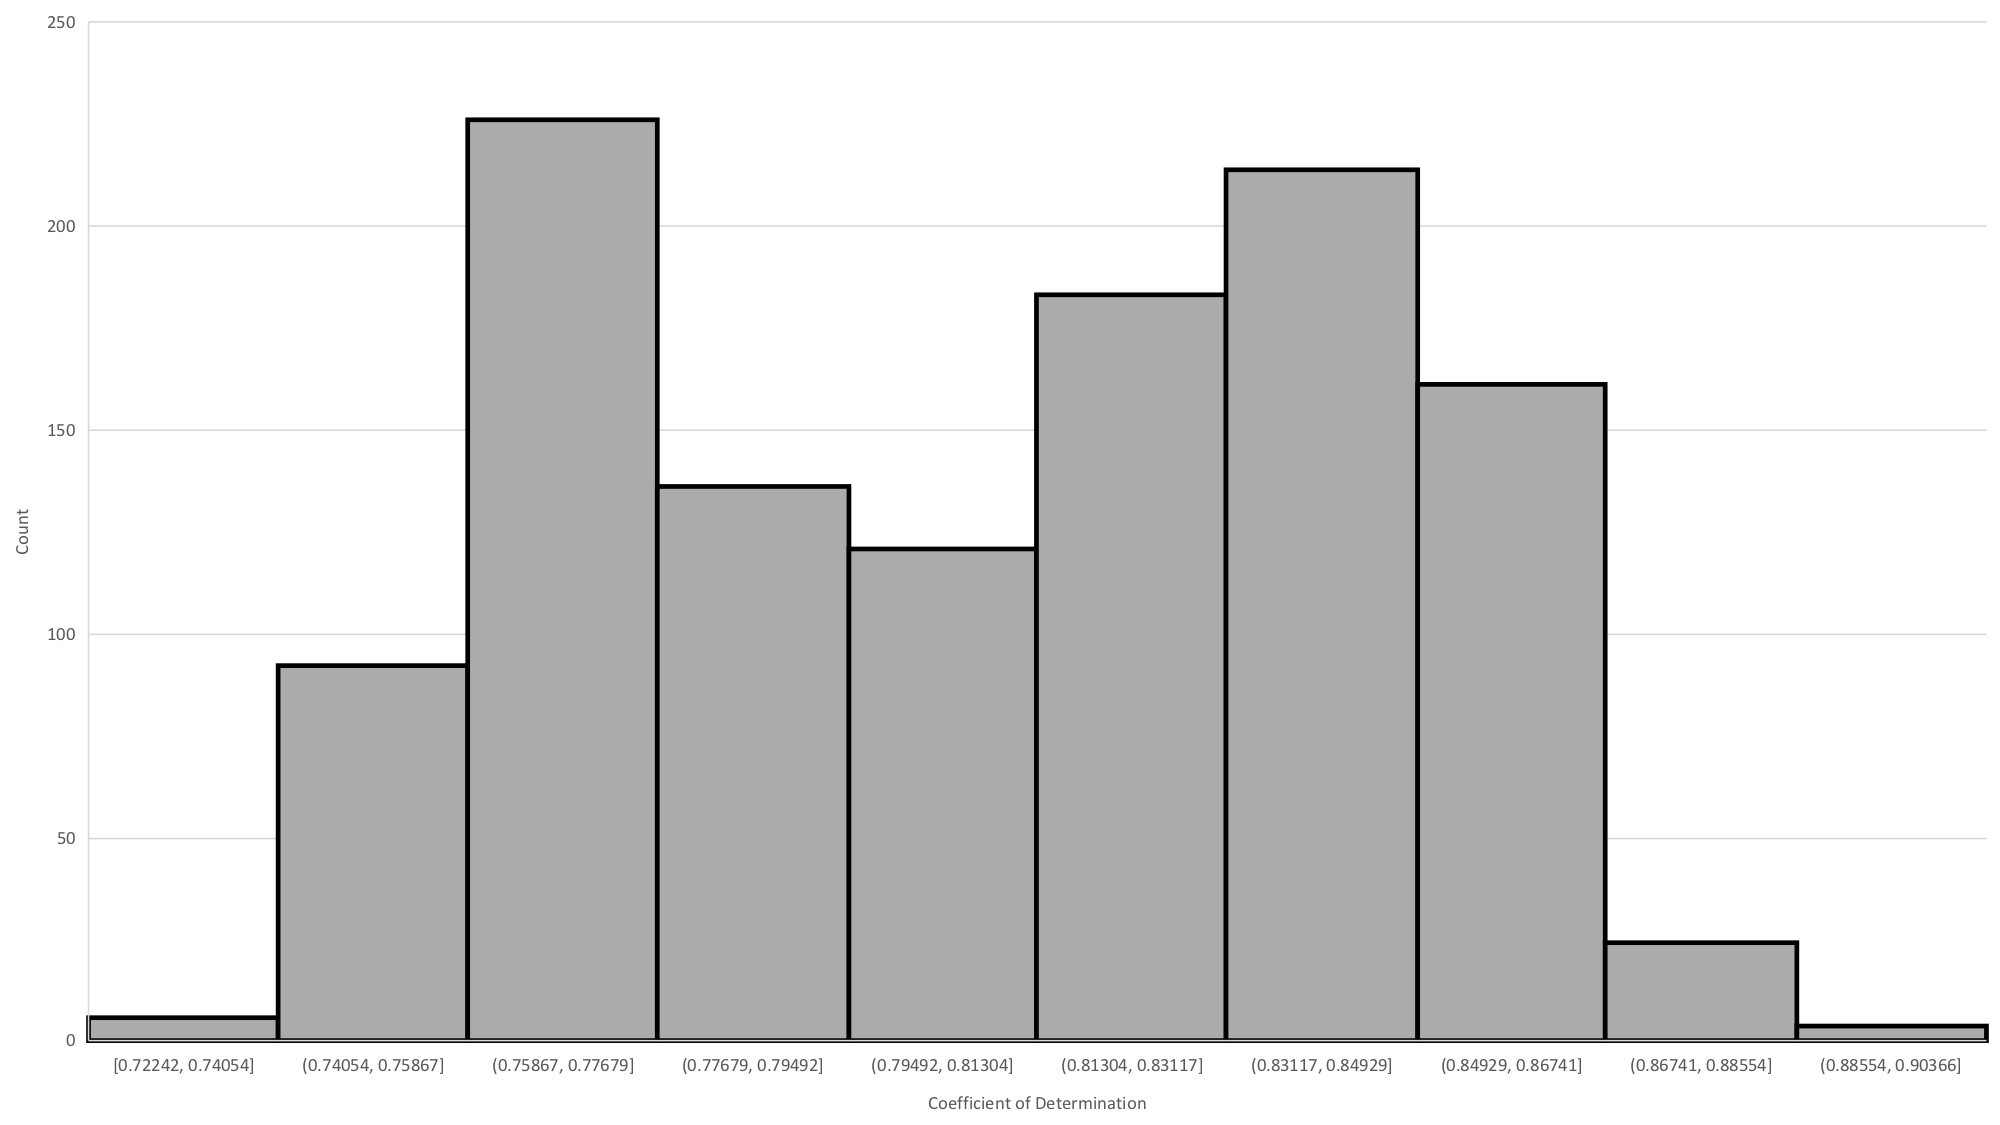 250
200
150
100
50
0
Count
[0.72242, 0.74054] (0.74054, 0.75867] (0.75867, 0.77679] (0.77679, 0.79492] (0.79492, 0.81304] (0.81304, 0.83117] (0.83117, 0.84929] (0.84929, 0.86741] (0.86741, 0.88554] (0.88554, 0.90366]
Coefficient of Determination